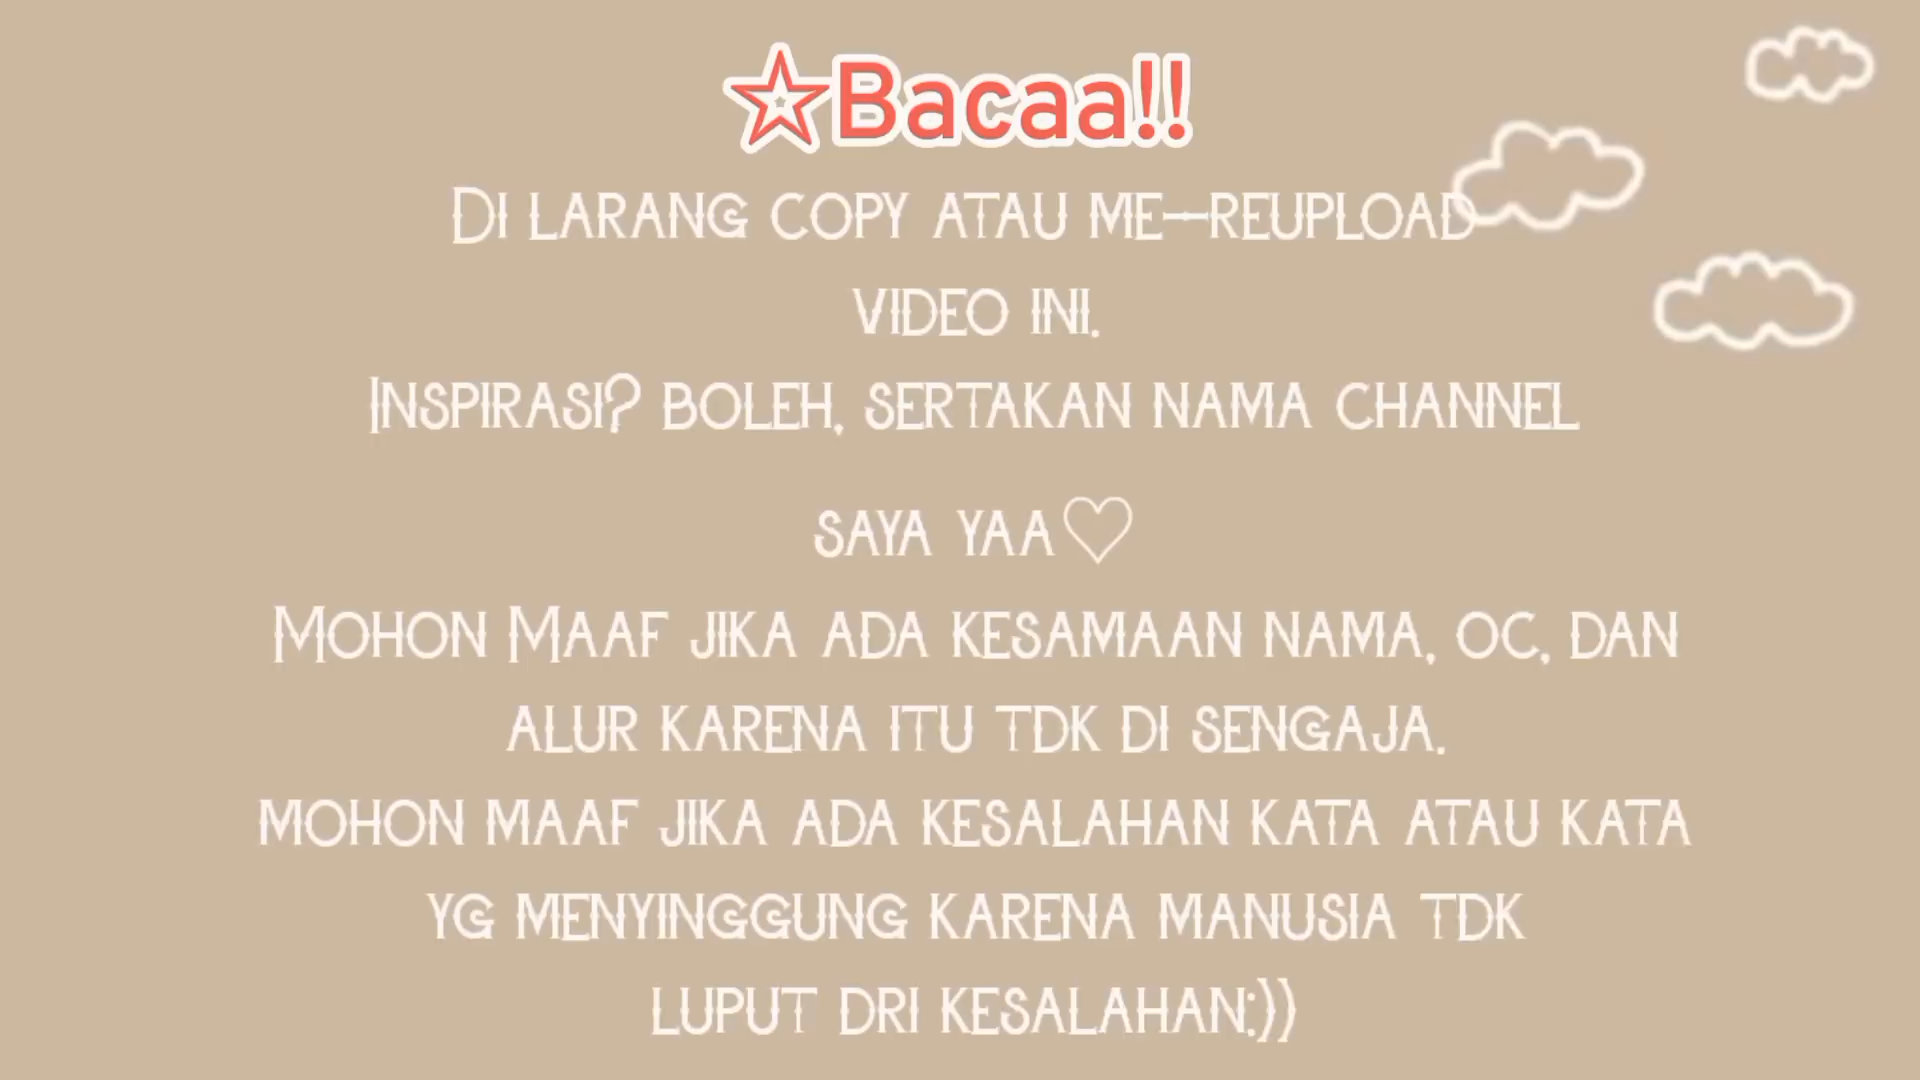 ☆Bacaa!!
Di larang copy atau me-reupload
video ini.
Inspirasi? boleh, sertakan nama channel
saya yaa♡
Mohon Maaf jika ada kesamaan nama, oc, dan
alur karena itu tdk di sengaja.
mohon maaf jika ada kesalahan kata atau kata
yg menyinggung karena manusia tdk
luput dri kesalahan:))